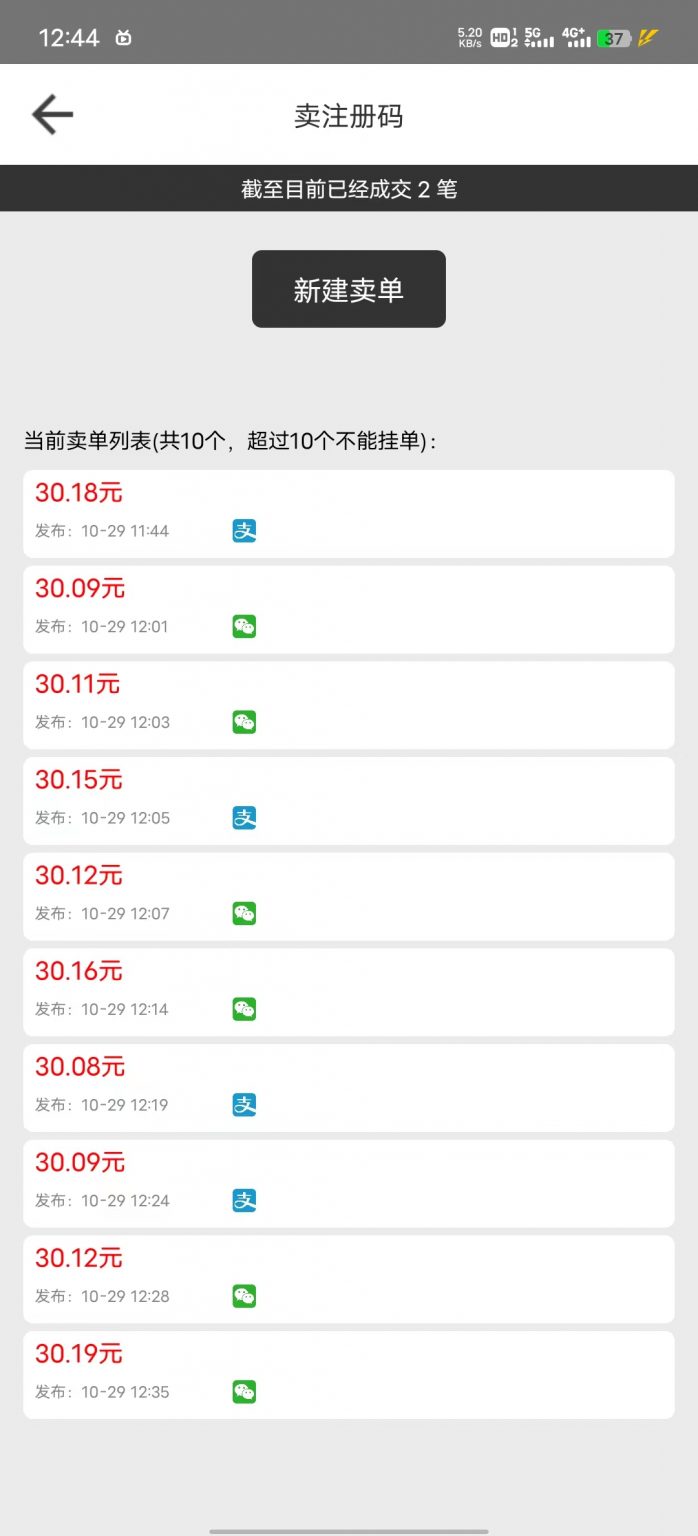 12:44
5.20 KB/s HD 1 2 5G 4G+ 37
卖注册码
截至目前已经成交 2 笔
新建卖单
当前卖单列表(共10个，超过10个不能挂单)：
30.18元
发布：10-29 11:44 支
30.09元
发布：10-29 12:01
30.11元
发布：10-29 12:03
30.15元
发布：10-29 12:05 支
30.12元
发布：10-29 12:07
30.16元
发布：10-29 12:14
30.08元
发布：10-29 12:19 支
30.09元
发布：10-29 12:24 支
30.12元
发布：10-29 12:28
30.19元
发布：10-29 12:35